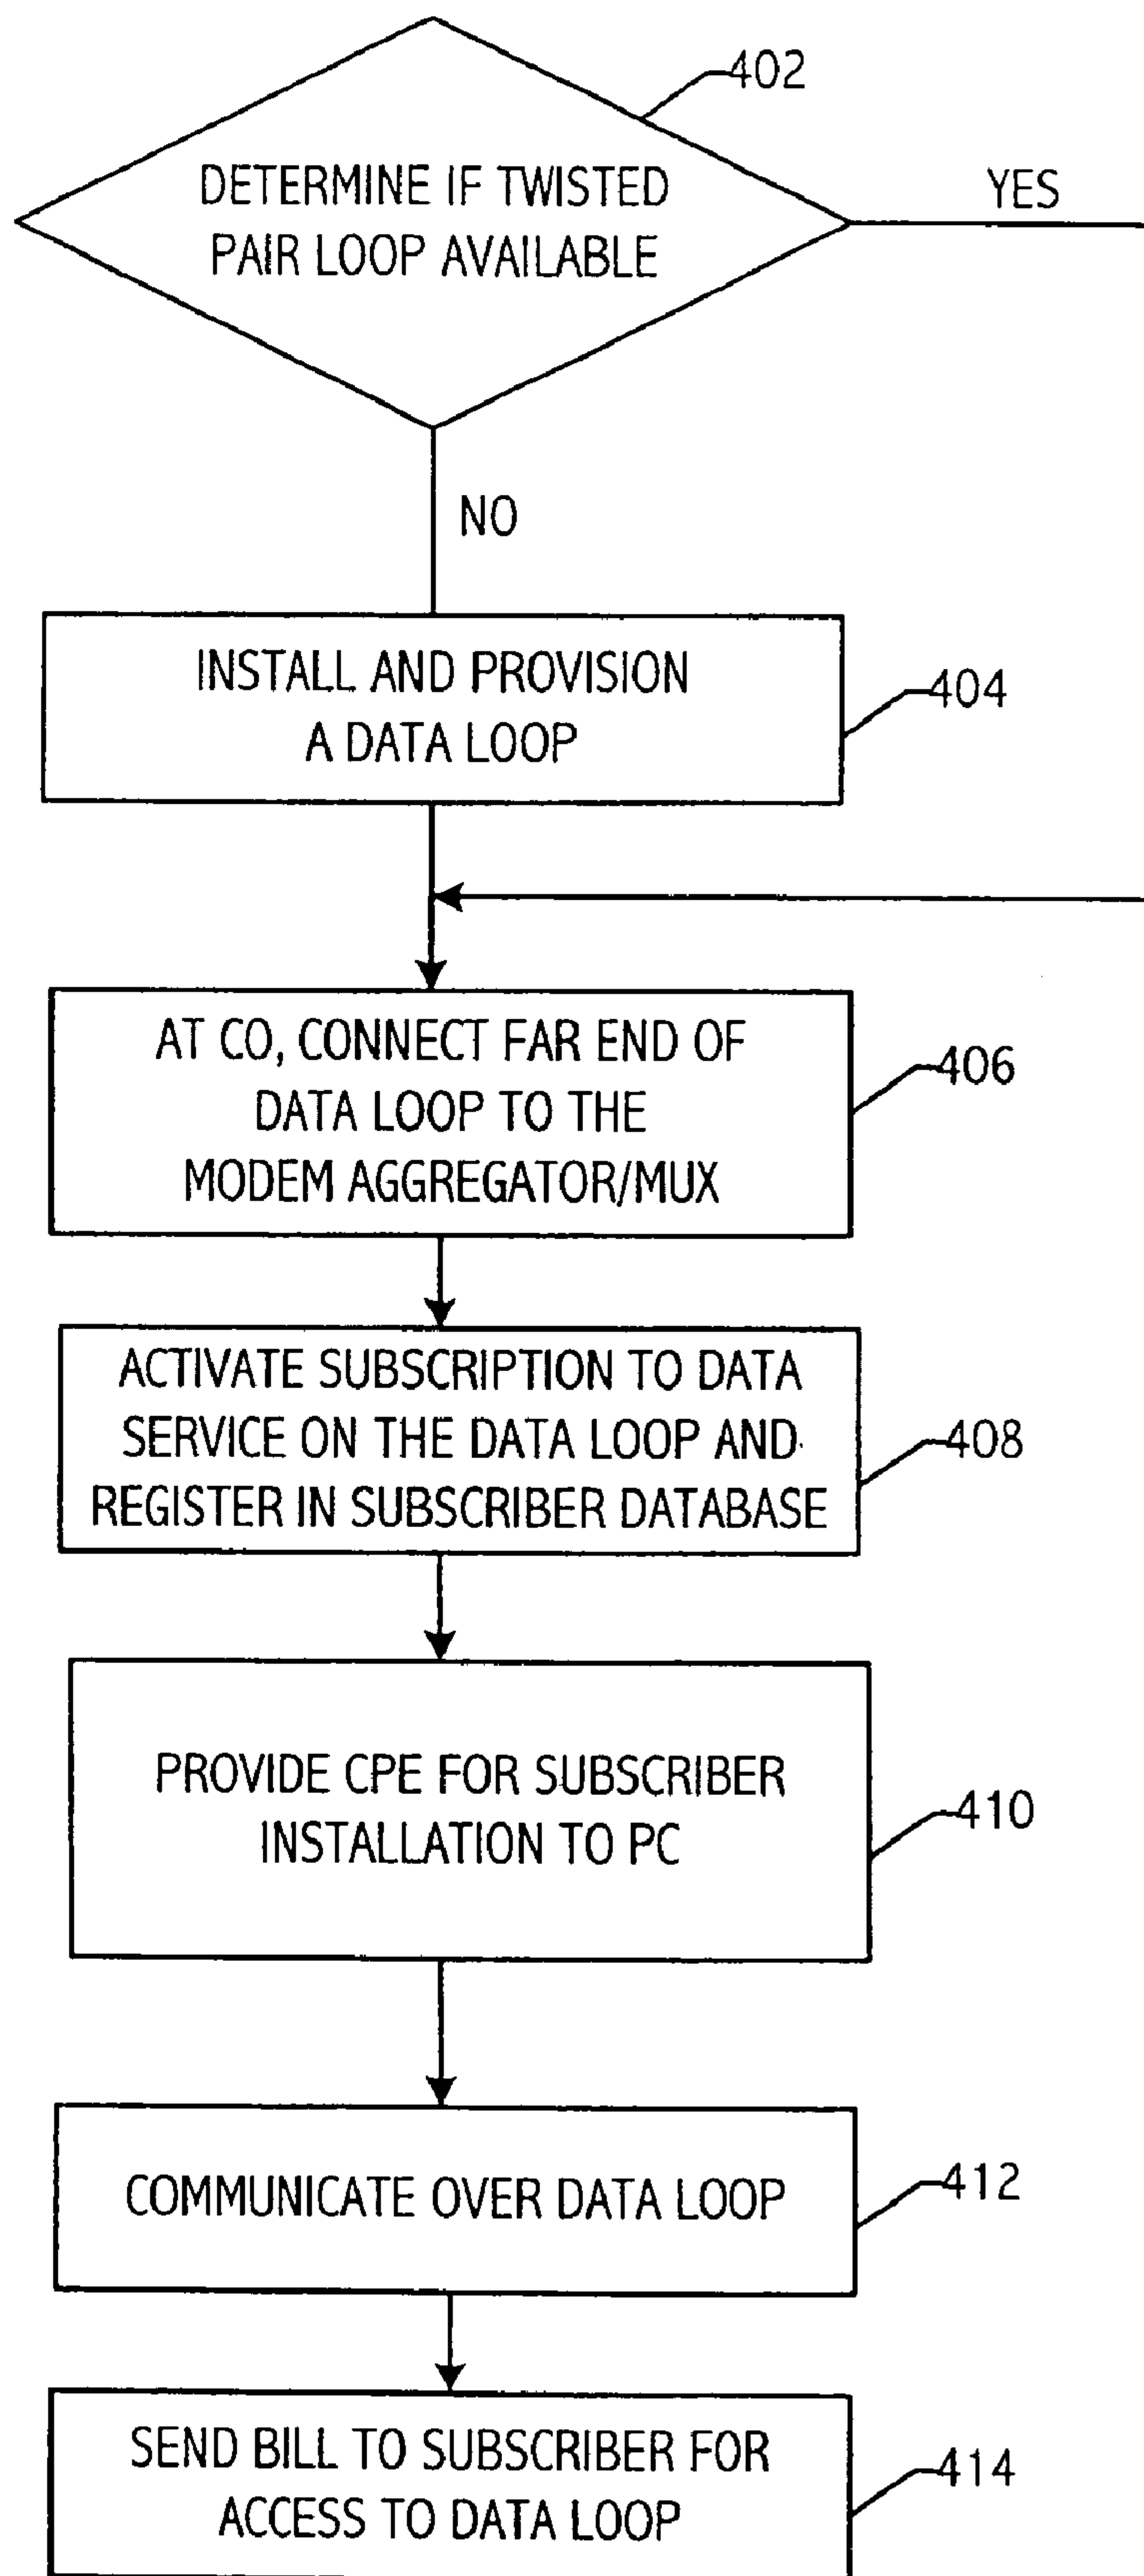 402
DETERMINE IF TWISTED
PAIR LOOP AVAILABLE
YES
NO
INSTALL AND PROVISION
A DATA LOOP
404
AT CO, CONNECT FAR END OF
DATA LOOP TO THE
MODEM AGGREGATOR/MUX
406
ACTIVATE SUBSCRIPTION TO DATA
SERVICE ON THE DATA LOOP AND
REGISTER IN SUBSCRIBER DATABASE
408
PROVIDE CPE FOR SUBSCRIBER
INSTALLATION TO PC
410
COMMUNICATE OVER DATA LOOP
412
SEND BILL TO SUBSCRIBER FOR
ACCESS TO DATA LOOP
414